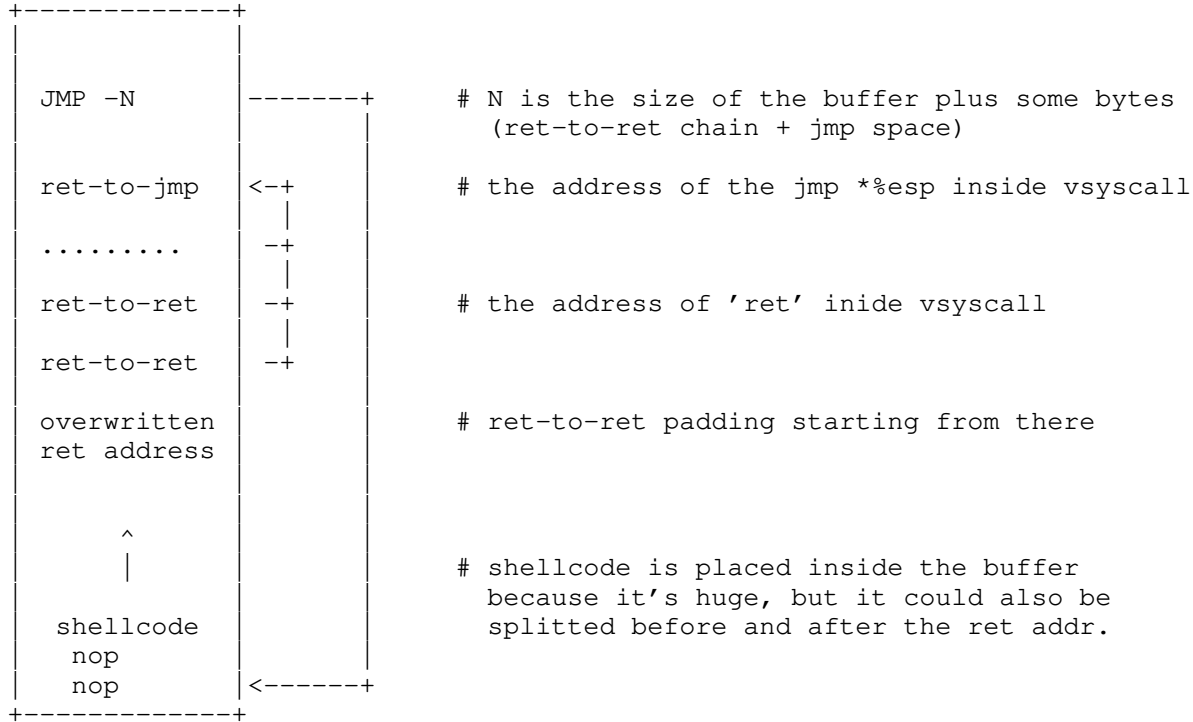 JMP -N # N is the size of the buffer plus some bytes
(ret-to-ret chain + jmp space)
ret-to-jmp # the address of the jmp *%esp inside vsyscall
.........
ret-to-ret # the address of 'ret' inide vsyscall
ret-to-ret
overwritten # ret-to-ret padding starting from there
ret address
# shellcode is placed inside the buffer
because it's huge, but it could also be
shellcode splitted before and after the ret addr.
nop
nop